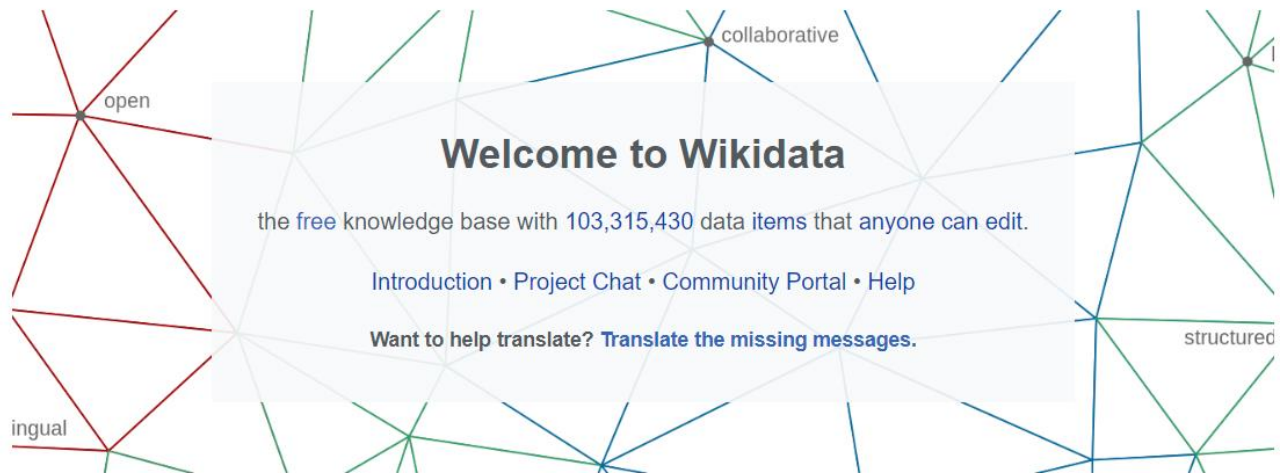 collaborative
open
Welcome to Wikidata
the free knowledge base with 103,315,430 data items that anyone can edit.
Introduction • Project Chat • Community Portal • Help
Want to help translate? Translate the missing messages.
structured
ingual